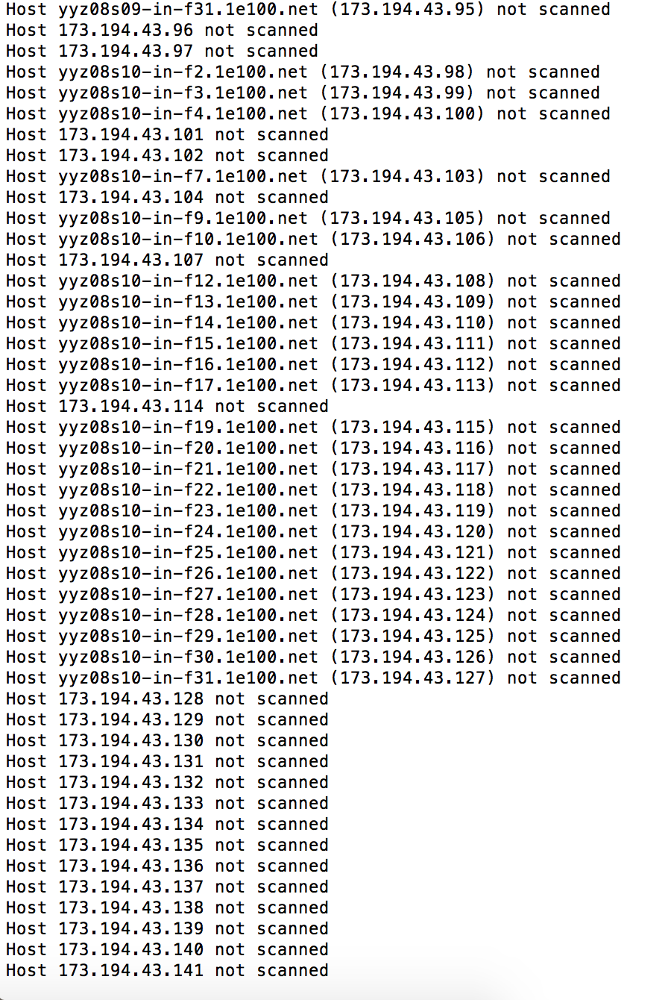 Host yyz08s09-in-f31.1e100.net (173.194.43.95) not scanned
Host 173.194.43.96 not scanned
Host 173.194.43.97 not scanned
Host yyz08s10-in-f2.1e100.net (173.194.43.98) not scanned
Host yyz08s10-in-f3.1e100.net (173.194.43.99) not scanned
Host yyz08s10-in-f4.1e100.net (173.194.43.100) not scanned
Host 173.194.43.101 not scanned
Host 173.194.43.102 not scanned
Host yyz08s10-in-f7.1e100.net (173.194.43.103) not scanned
Host 173.194.43.104 not scanned
Host yyz08s10-in-f9.1e100.net (173.194.43.105) not scanned
Host yyz08s10-in-f10.1e100.net (173.194.43.106) not scanned
Host 173.194.43.107 not scanned
Host yyz08s10-in-f12.1e100.net (173.194.43.108) not scanned
Host yyz08s10-in-f13.1e100.net (173.194.43.109) not scanned
Host yyz08s10-in-f14.1e100.net (173.194.43.110) not scanned
Host yyz08s10-in-f15.1e100.net (173.194.43.111) not scanned
Host yyz08s10-in-f16.1e100.net (173.194.43.112) not scanned
Host yyz08s10-in-f17.1e100.net (173.194.43.113) not scanned
Host 173.194.43.114 not scanned
Host yyz08s10-in-f19.1e100.net (173.194.43.115) not scanned
Host yyz08s10-in-f20.1e100.net (173.194.43.116) not scanned
Host yyz08s10-in-f21.1e100.net (173.194.43.117) not scanned
Host yyz08s10-in-f22.1e100.net (173.194.43.118) not scanned
Host yyz08s10-in-f23.1e100.net (173.194.43.119) not scanned
Host yyz08s10-in-f24.1e100.net (173.194.43.120) not scanned
Host yyz08s10-in-f25.1e100.net (173.194.43.121) not scanned
Host yyz08s10-in-f26.1e100.net (173.194.43.122) not scanned
Host yyz08s10-in-f27.1e100.net (173.194.43.123) not scanned
Host yyz08s10-in-f28.1e100.net (173.194.43.124) not scanned
Host yyz08s10-in-f29.1e100.net (173.194.43.125) not scanned
Host yyz08s10-in-f30.1e100.net (173.194.43.126) not scanned
Host yyz08s10-in-f31.1e100.net (173.194.43.127) not scanned
Host 173.194.43.128 not scanned
Host 173.194.43.129 not scanned
Host 173.194.43.130 not scanned
Host 173.194.43.131 not scanned
Host 173.194.43.132 not scanned
Host 173.194.43.133 not scanned
Host 173.194.43.134 not scanned
Host 173.194.43.135 not scanned
Host 173.194.43.136 not scanned
Host 173.194.43.137 not scanned
Host 173.194.43.138 not scanned
Host 173.194.43.139 not scanned
Host 173.194.43.140 not scanned
Host 173.194.43.141 not scanned